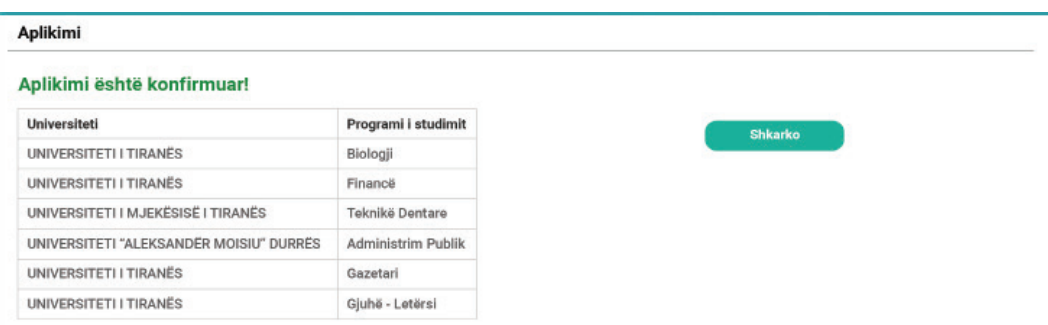 Aplikimi
Aplikimi është konfirmuar!
Universiteti Programi i studimit
Shkarko
UNIVERSITETI I TIRANËS Biologji
UNIVERSITETI I TIRANËS Financë
UNIVERSITETI I MJEKËSISË I TIRANËS Teknikë Dentare
UNIVERSITETI "ALEKSANDËR MOISIU" DURRËS Administrim Publik
UNIVERSITETI I TIRANËS Gazetari
UNIVERSITETI I TIRANËS Gjuhë - Letërsi